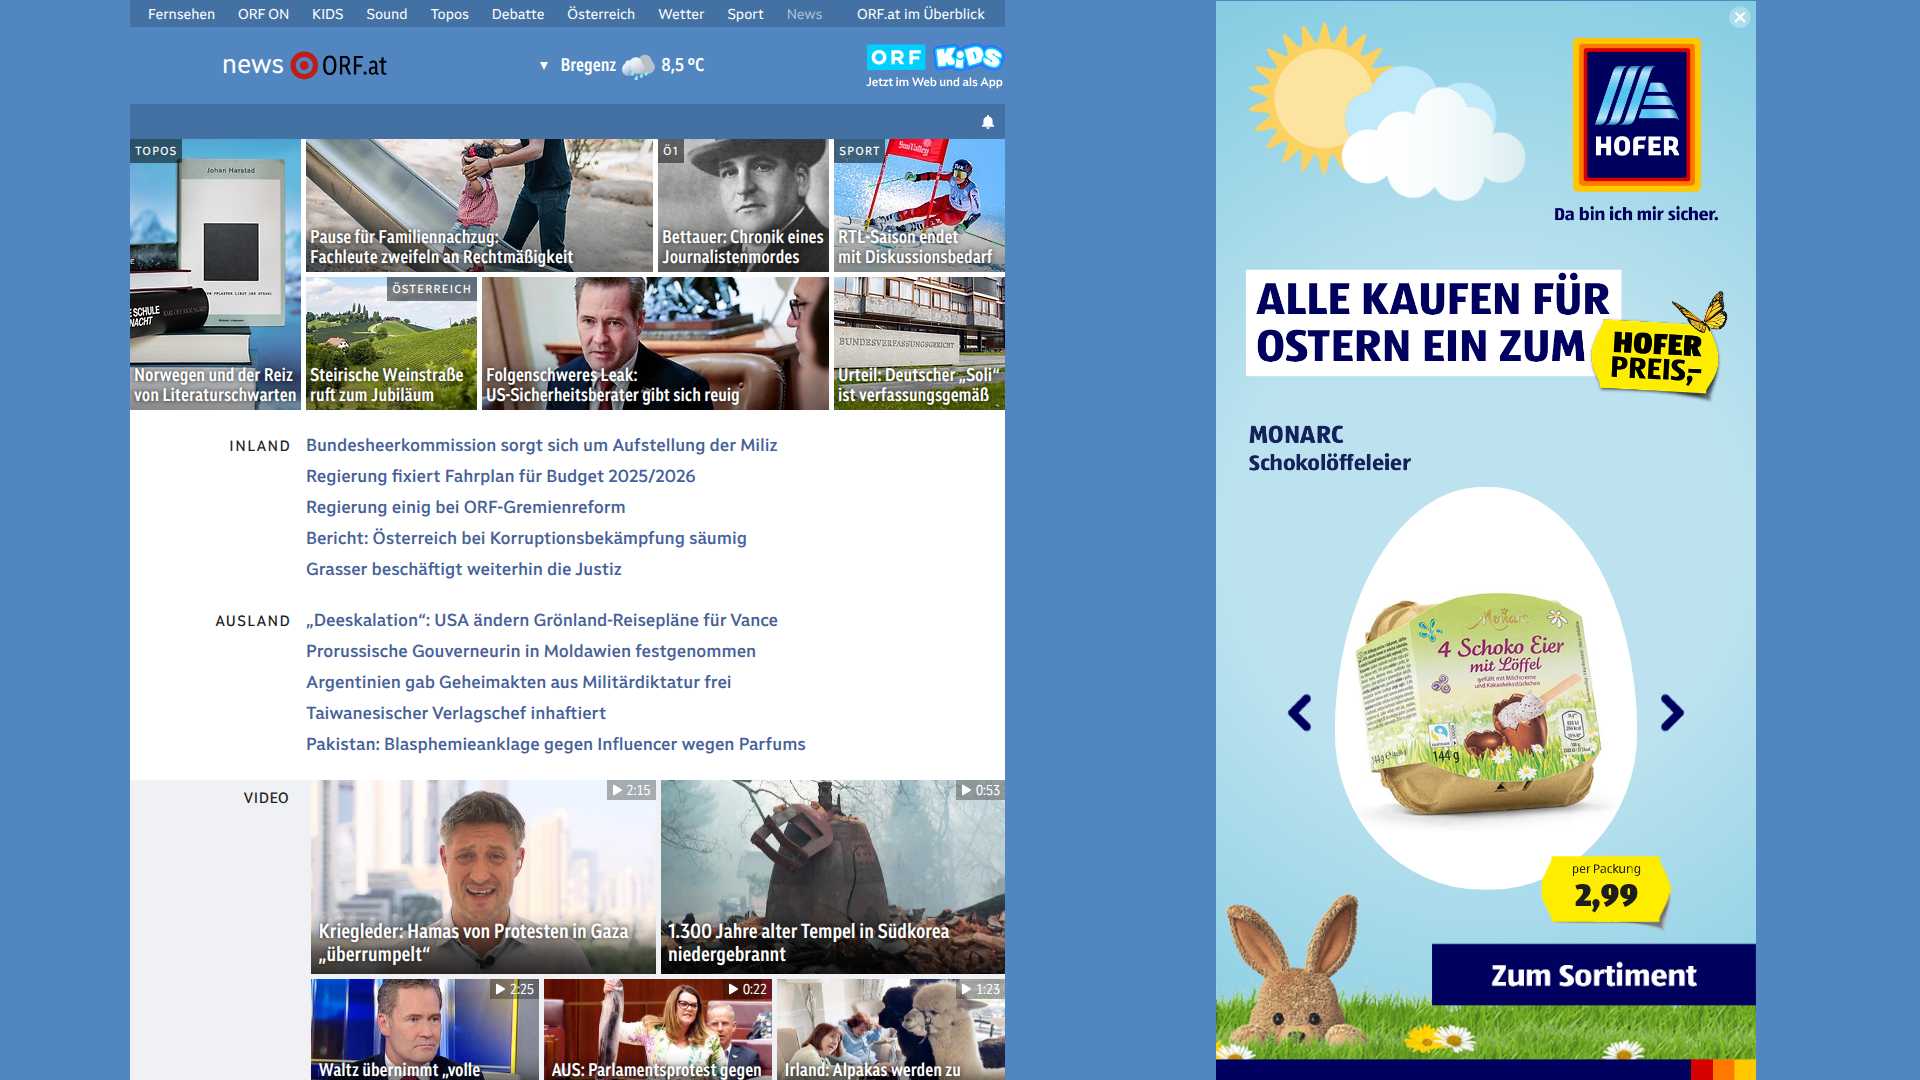 Fernsehen ORF ON KIDS Sound Topos Debatte Österreich Wetter Sport News ORF.at im Überblick
news ORF.at
Bregenz 8,5 °C
ORF KiDS
Jetzt im Web und als App
TOPOS
Johan Harstad
Norwegen und der Reiz
von Literaturschwarten
Pause für Familiennachzug:
Fachleute zweifeln an Rechtmäßigkeit
Ö1
Bettauer: Chronik eines
Journalistenmordes
SPORT
RTL-Saison endet
mit Diskussionsbedarf
ÖSTERREICH
Steirische Weinstraße
ruft zum Jubiläum
Folgenschweres Leak:
US-Sicherheitsberater gibt sich reuig
BUNDESVERFASSUNGSGERICHT
Urteil: Deutscher „Soli“
ist verfassungsgemäß
INLAND
Bundesheerkommission sorgt sich um Aufstellung der Miliz
Regierung fixiert Fahrplan für Budget 2025/2026
Regierung einig bei ORF-Gremienreform
Bericht: Österreich bei Korruptionsbekämpfung säumig
Grasser beschäftigt weiterhin die Justiz
AUSLAND
„Deeskalation“: USA ändern Grönland-Reisepläne für Vance
Prorussische Gouverneurin in Moldawien festgenommen
Argentinien gab Geheimakten aus Militärdiktatur frei
Taiwanesischer Verlagschef inhaftiert
Pakistan: Blasphemieanklage gegen Influencer wegen Parfums
VIDEO
2:15
Kriegleder: Hamas von Protesten in Gaza
„überrumpelt“
0:53
1.300 Jahre alter Tempel in Südkorea
niedergebrannt
2:25
Waltz übernimmt „volle
0:22
AUS: Parlamentsprotest gegen
1:23
Irland: Alpakas werden zu
HOFER
Da bin ich mir sicher.
ALLE KAUFEN FÜR
OSTERN EIN ZUM
HOFER
PREIS,–
MONARC
Schokolöffeleier
Monarc
4 Schoko Eier
mit Löffel
gefüllt mit Milchcreme
und Kakaokeksstückchen
144 g
per Packung
2,99
Zum Sortiment